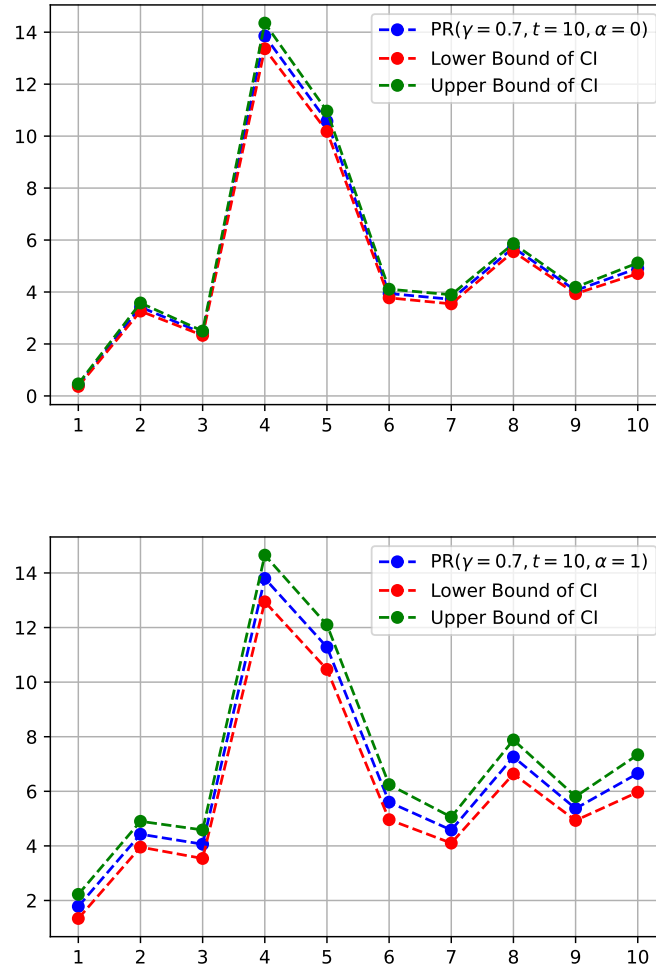 14
12
10
8
6
4
2
0
PR(γ = 0.7, t = 10, α = 0)
Lower Bound of CI
Upper Bound of CI
1 2 3 4 5 6 7 8 9 10
14
12
10
8
6
4
2
PR(γ = 0.7, t = 10, α = 1)
Lower Bound of CI
Upper Bound of CI
1 2 3 4 5 6 7 8 9 10